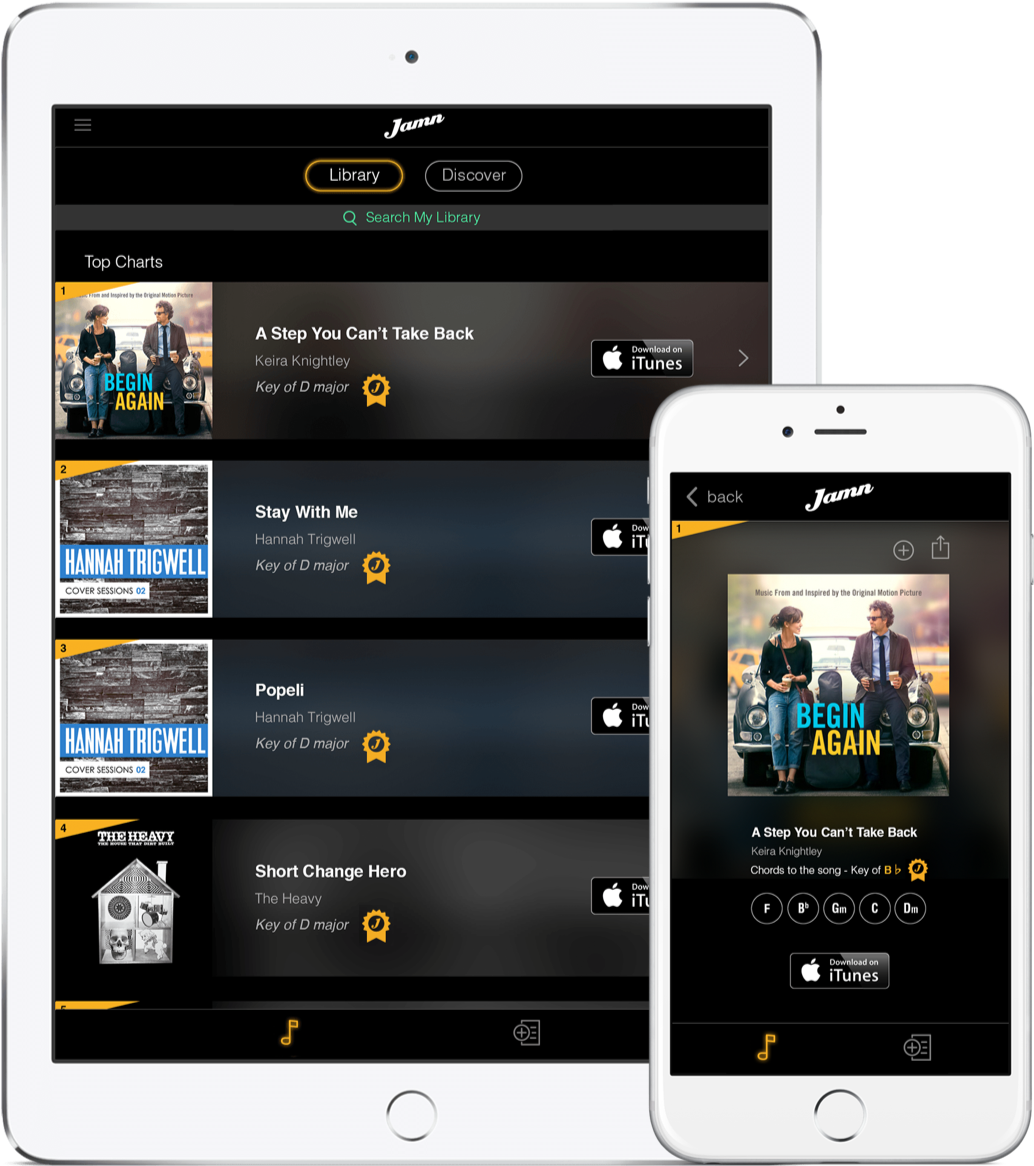 Jamn
Library
Discover
Search My Library
Top Charts
1
Music From and Inspired by the Original Motion Picture
BEGIN
AGAIN
A Step You Can't Take Back
Keira Knightley
Key of D major
J
Download on
iTunes
2
HANNAH TRIGWELL
COVER SESSIONS 02
Stay With Me
Hannah Trigwell
Key of D major
J
Dow
iTu
3
HANNAH TRIGWELL
COVER SESSIONS 02
Popeli
Hannah Trigwell
Key of D major
J
Dow
iTu
4
THE HEAVY
THE HOUSE THAT DIRT BUILT
Short Change Hero
The Heavy
Key of D major
J
Dow
iTu
5
back
Jamn
1
Music From and Inspired by the Original Motion Picture
BEGIN
AGAIN
A Step You Can't Take Back
Keira Knightley
Chords to the song - Key of B ♭
J
F B♭ Gm C Dm
Download on
iTunes